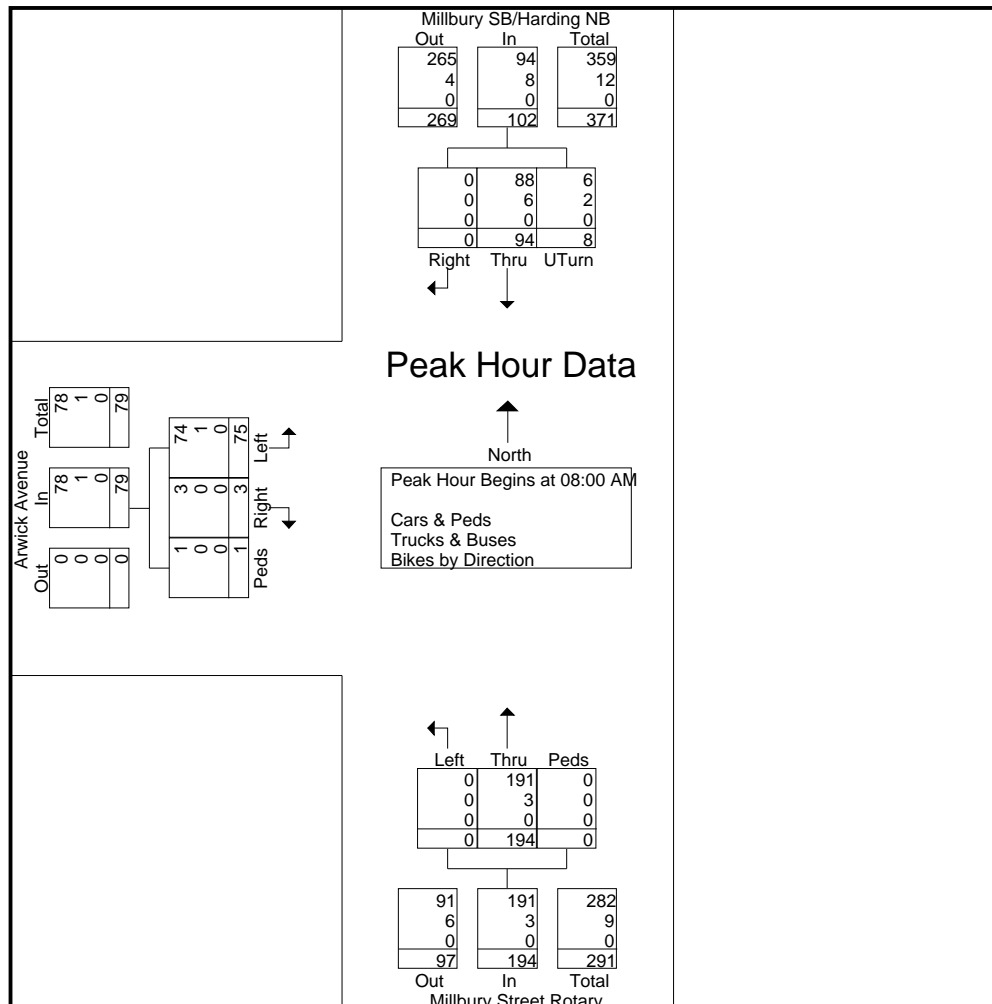 Millbury SB/Harding NB
Out In Total
265 94 359
4 8 12
0 0 0
269 102 371
0 88 6
0 6 2
0 0 0
0 94 8
Right Thru UTurn
Peak Hour Data
North
Peak Hour Begins at 08:00 AM
Cars & Peds
Trucks & Buses
Bikes by Direction
Arwick Avenue
Out In Total
0 78 78
0 1 1
0 0 0
0 79 79
1 3 74
0 0 1
0 0 0
1 3 75
Peds Right Left
Left Thru Peds
0 191 0
0 3 0
0 0 0
0 194 0
91 191 282
6 3 9
0 0 0
97 194 291
Out In Total
Millbury Street Rotary